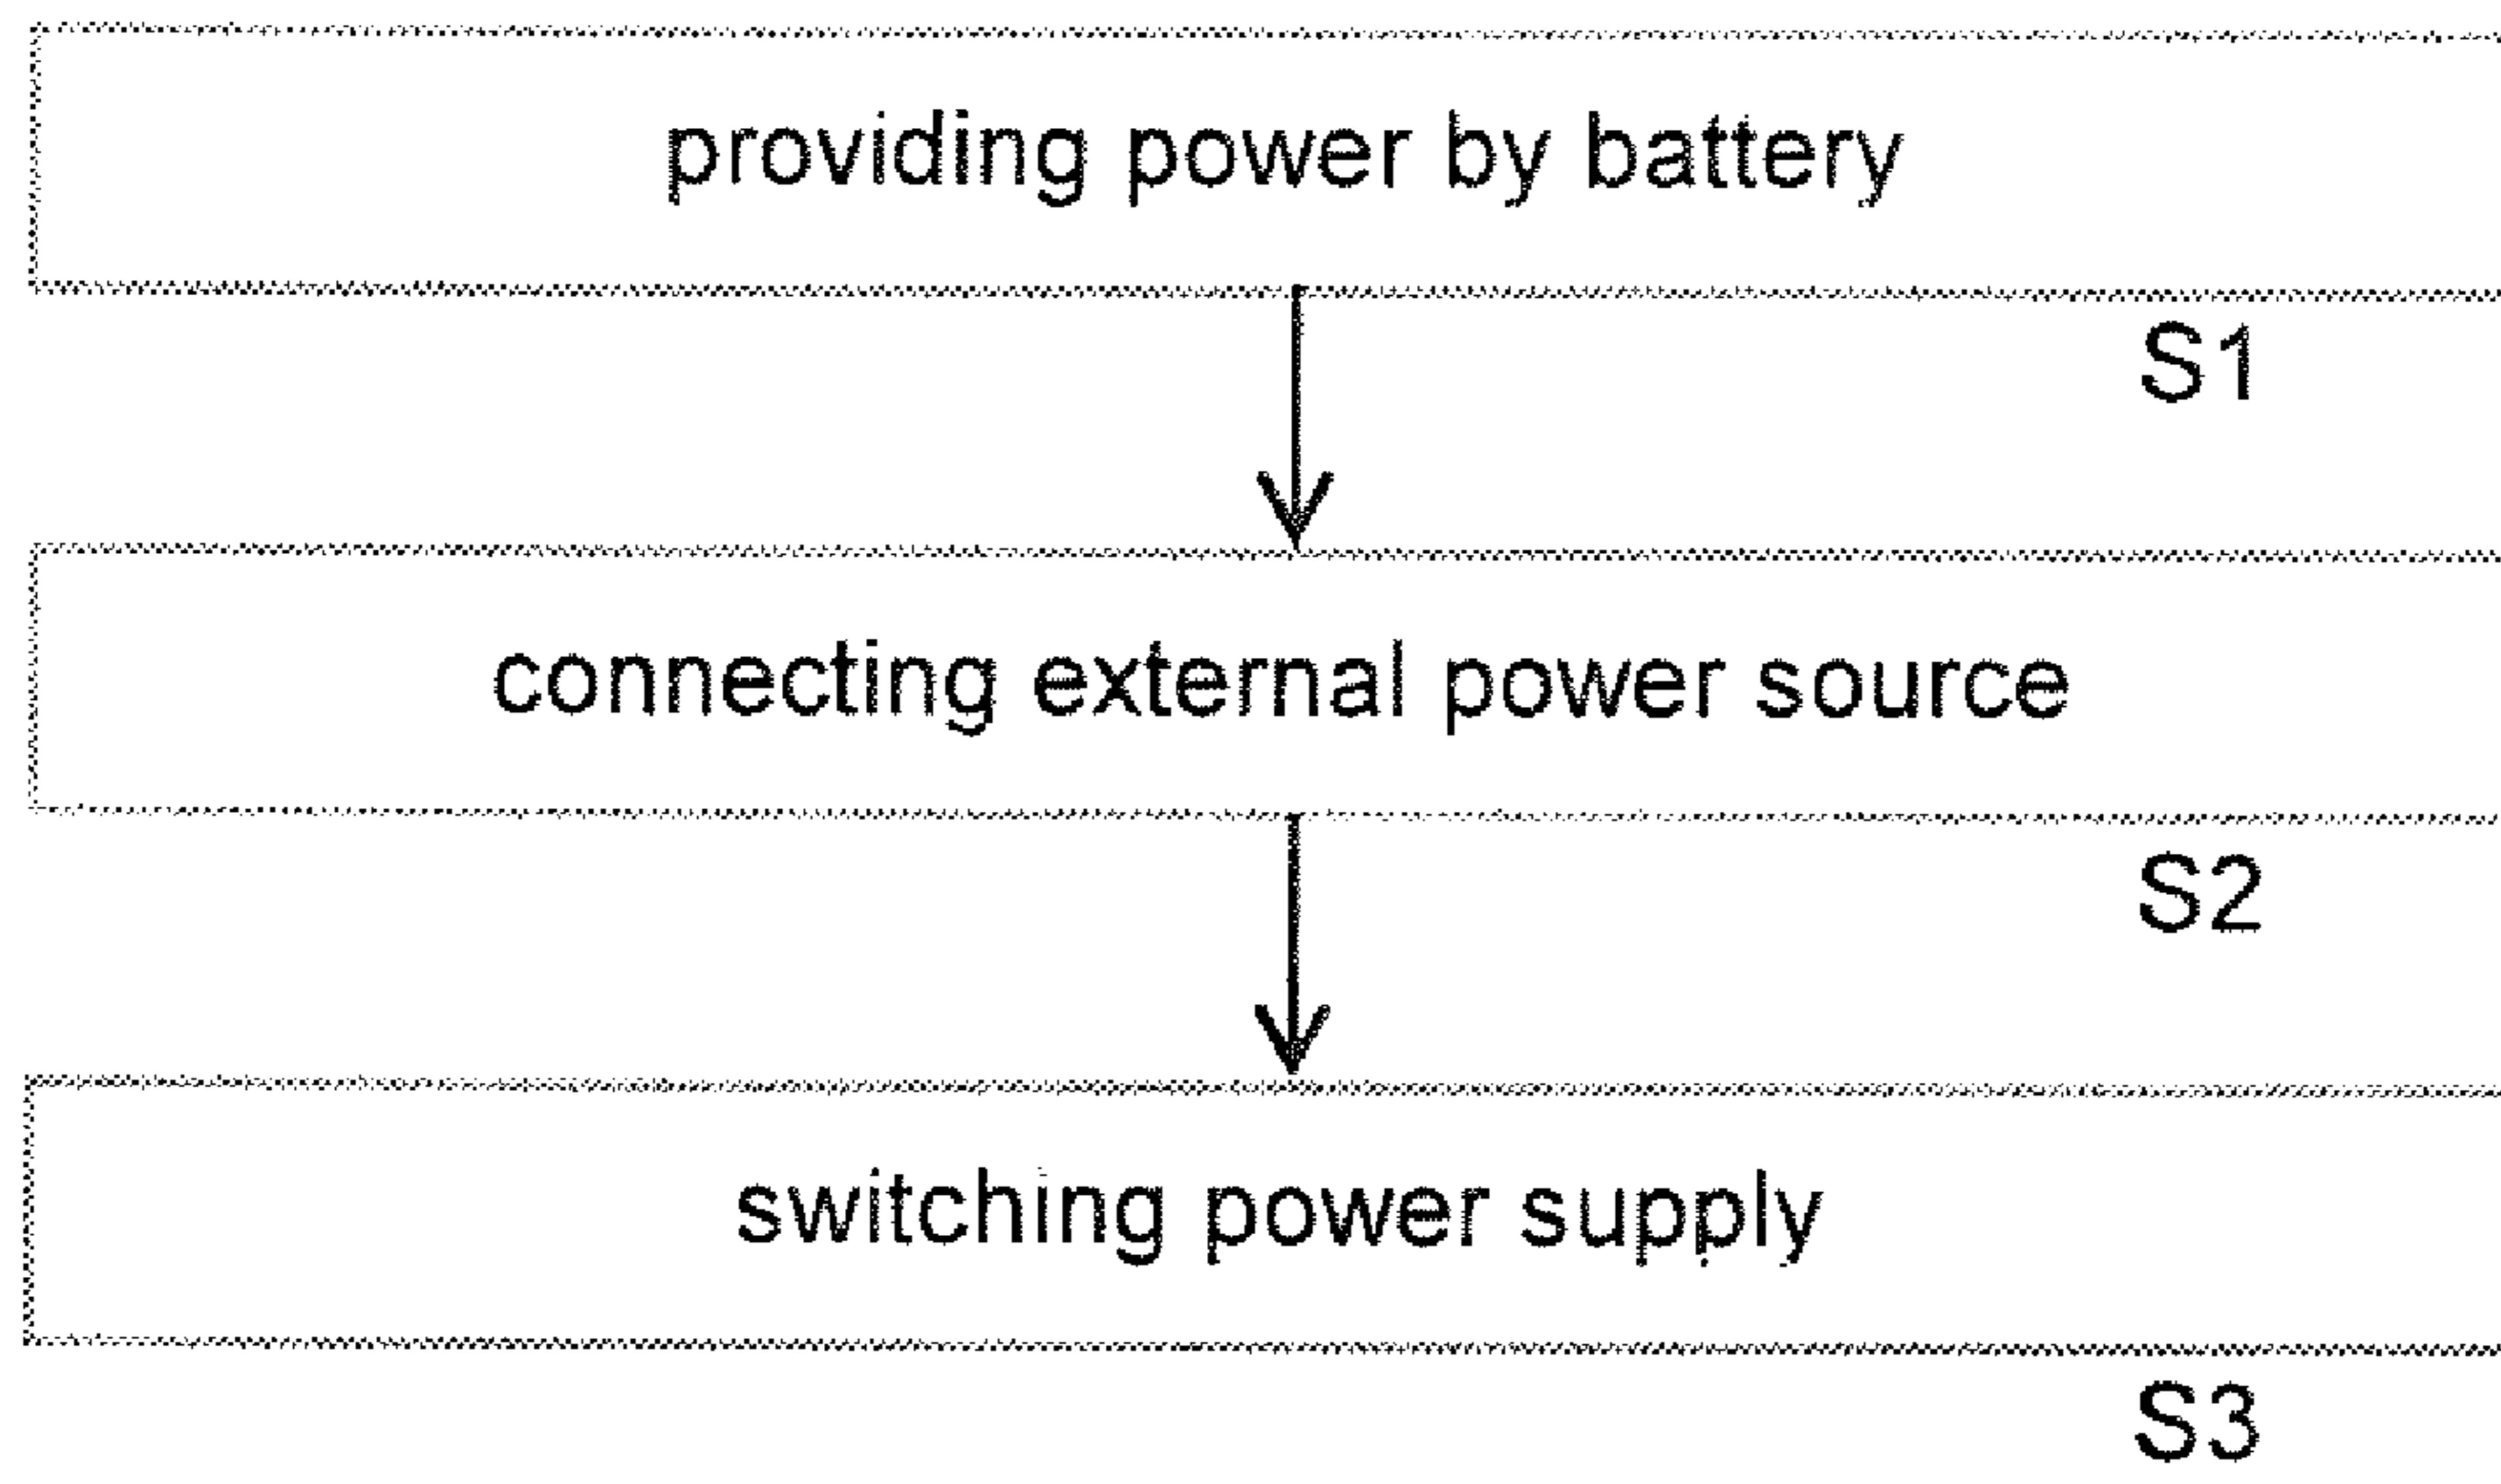 providing power by battery
S1
connecting external power source
S2
switching power supply
S3